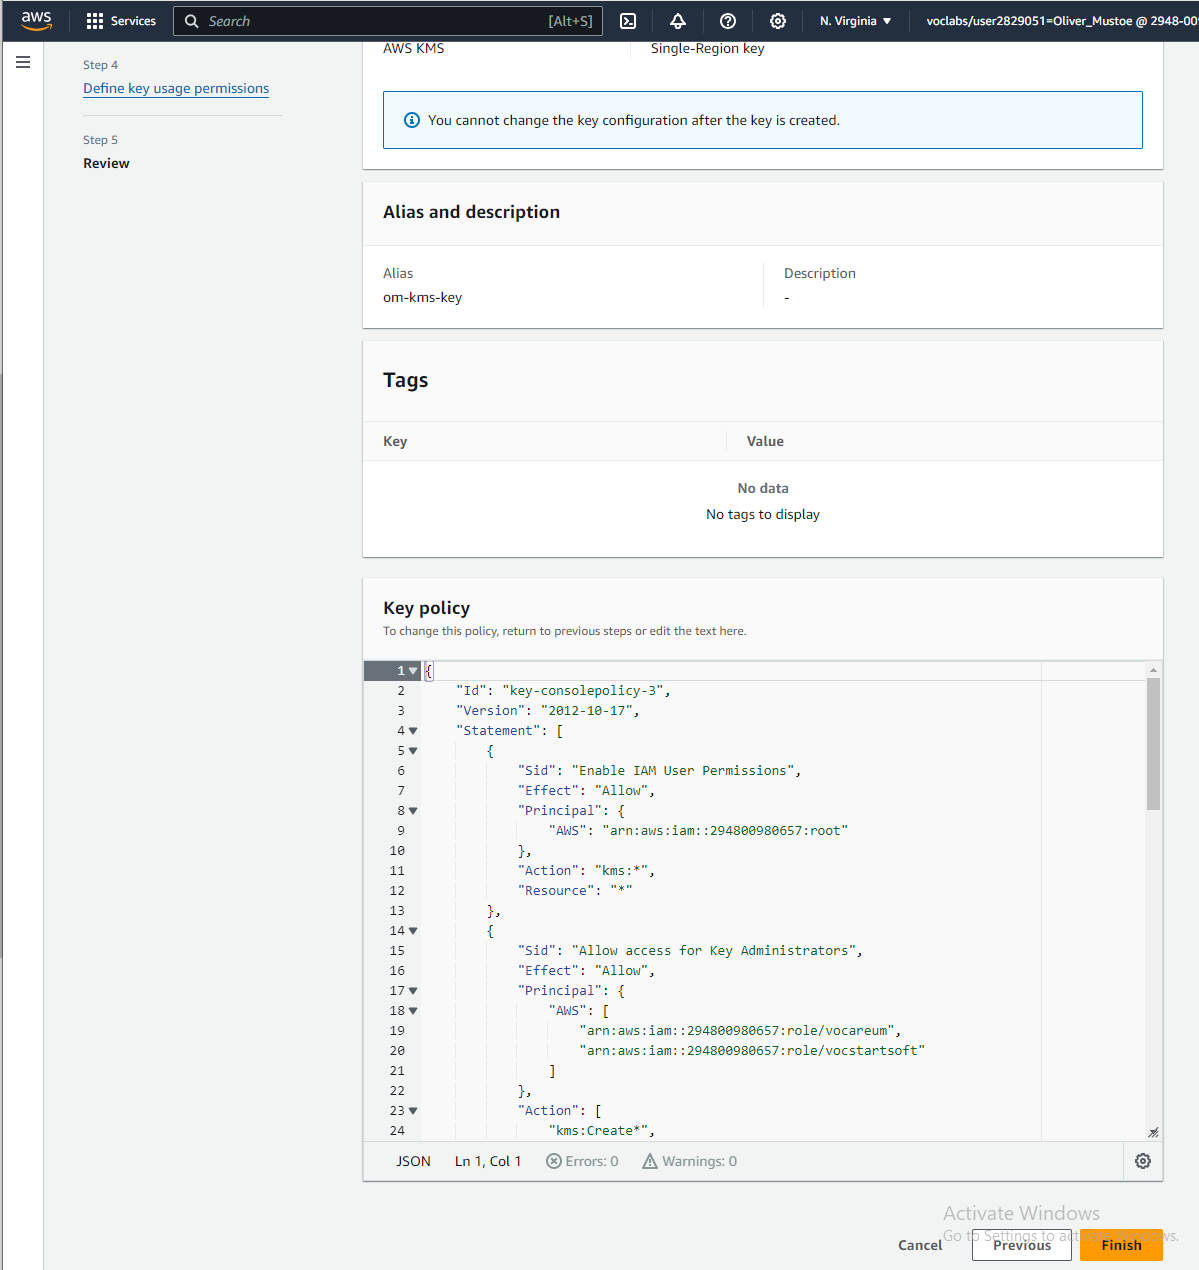 aws
Services
Search
[Alt+S]
N. Virginia
voclabs/user2829051=Oliver_Mustoe @ 2948-009
Step 4
Define key usage permissions
Step 5
Review
AWS KMS
Single-Region key
You cannot change the key configuration after the key is created.
Alias and description
Alias
om-kms-key
Description
-
Tags
Key
Value
No data
No tags to display
Key policy
To change this policy, return to previous steps or edit the text here.
1 {
2 "Id": "key-consolepolicy-3",
3 "Version": "2012-10-17",
4 "Statement": [
5 {
6 "Sid": "Enable IAM User Permissions",
7 "Effect": "Allow",
8 "Principal": {
9 "AWS": "arn:aws:iam::294800980657:root"
10 },
11 "Action": "kms:*",
12 "Resource": "*"
13 },
14 {
15 "Sid": "Allow access for Key Administrators",
16 "Effect": "Allow",
17 "Principal": {
18 "AWS": [
19 "arn:aws:iam::294800980657:role/vocareum",
20 "arn:aws:iam::294800980657:role/vocstartsoft"
21 ]
22 },
23 "Action": [
24 "kms:Create*",
JSON
Ln 1, Col 1
Errors: 0
Warnings: 0
Activate Windows
Go to Settings to activate Windows.
Cancel
Previous
Finish